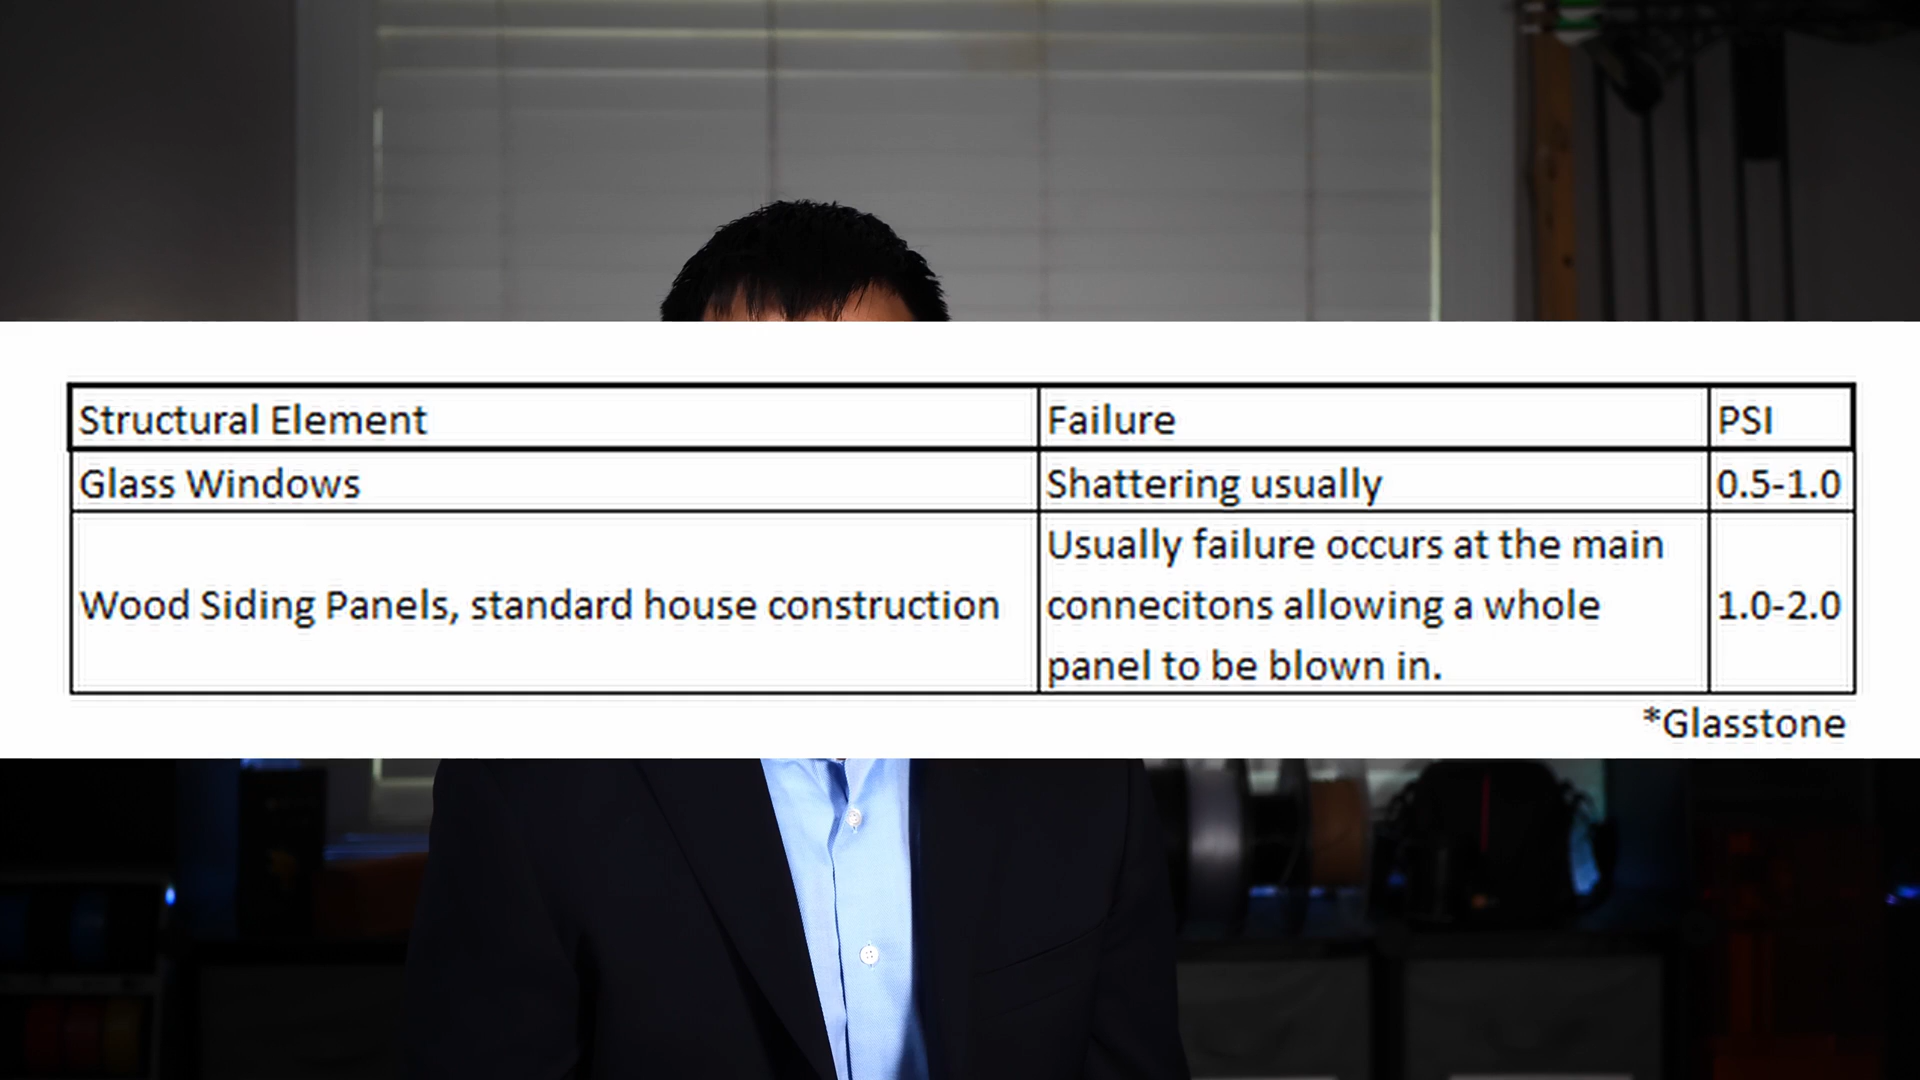 Structural Element Failure PSI
Glass Windows Shattering usually 0.5-1.0
Wood Siding Panels, standard house construction Usually failure occurs at the main connecitons allowing a whole panel to be blown in. 1.0-2.0
*Glasstone